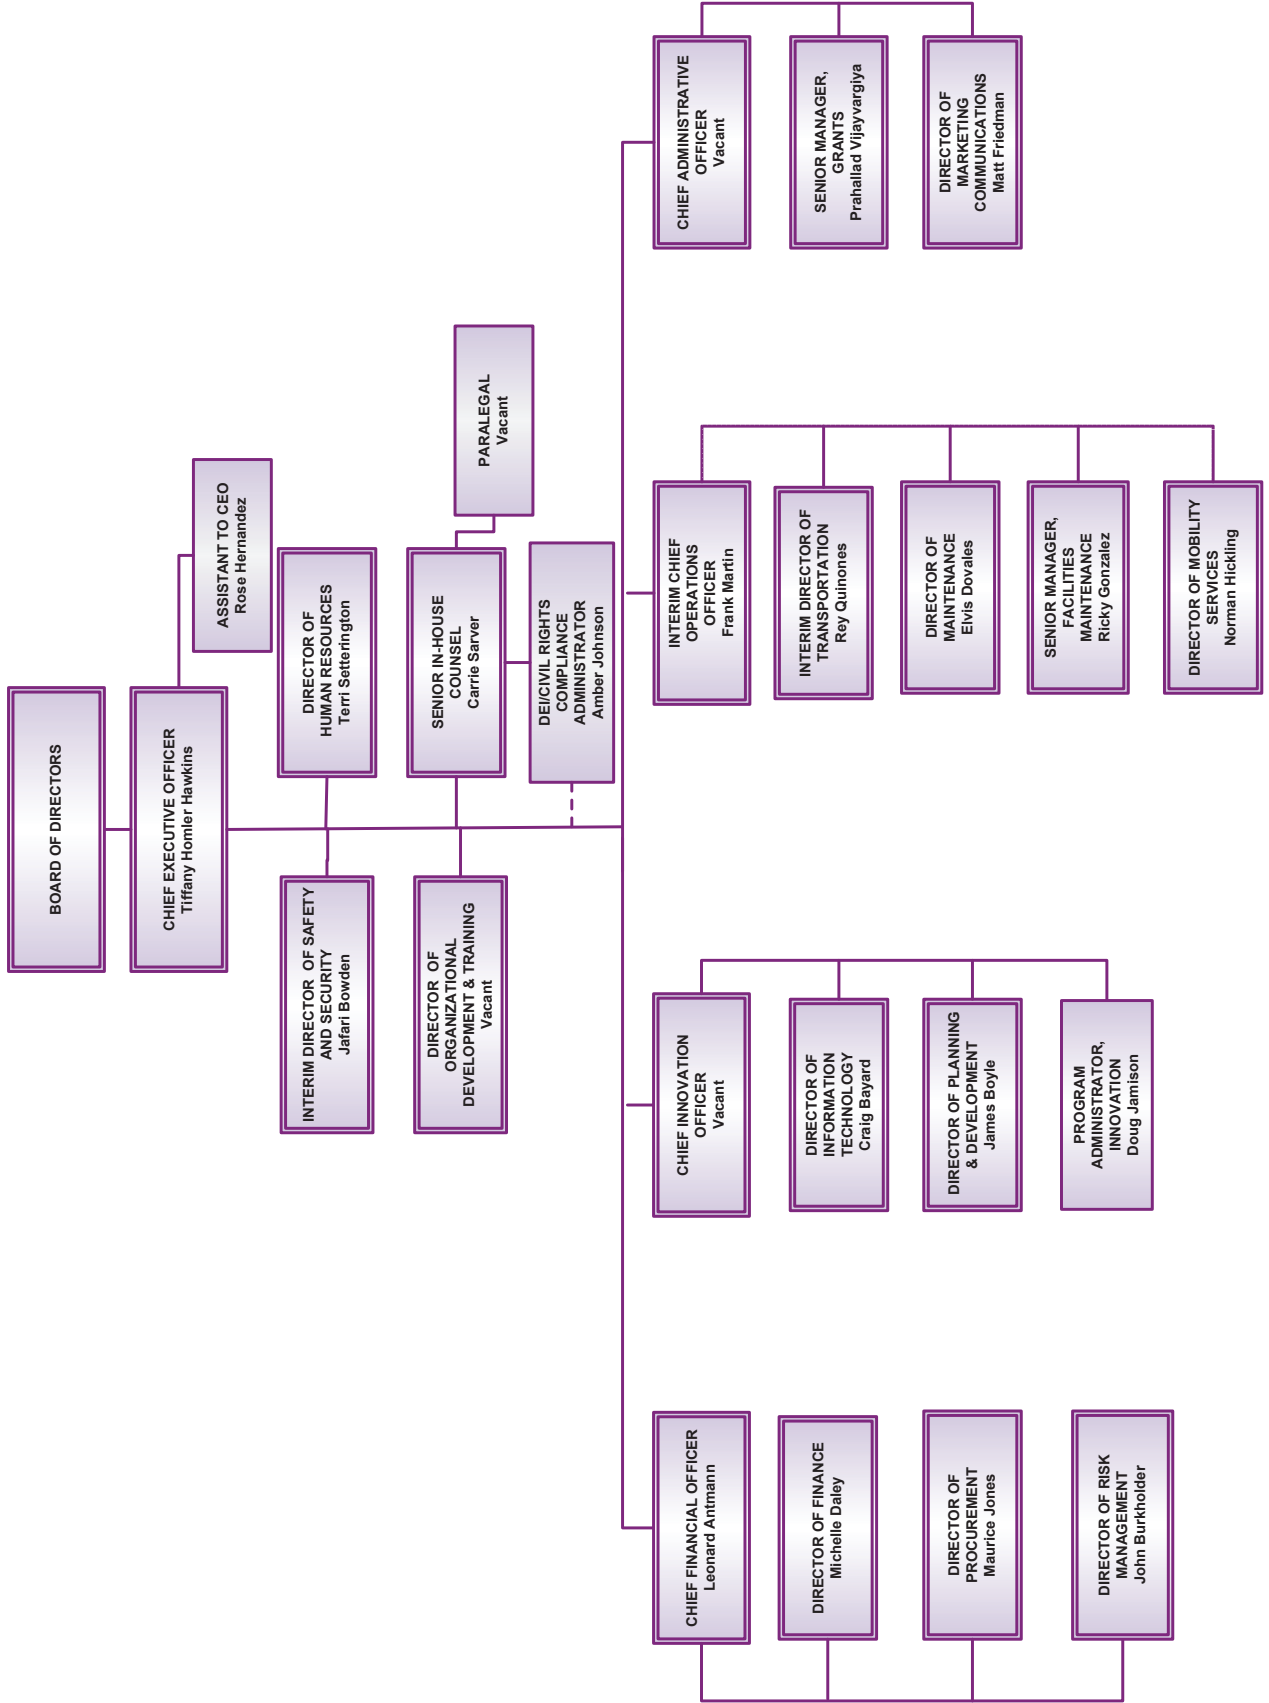 BOARD OF DIRECTORS
CHIEF EXECUTIVE OFFICER
Tiffany Homler Hawkins
ASSISTANT TO CEO
Rose Hernandez
INTERIM DIRECTOR OF SAFETY
AND SECURITY
Jafari Bowden
DIRECTOR OF
HUMAN RESOURCES
Terri Setterington
DIRECTOR OF
ORGANIZATIONAL
DEVELOPMENT & TRAINING
Vacant
SENIOR IN-HOUSE
COUNSEL
Carrie Sarver
PARALEGAL
Vacant
DEI/CIVIL RIGHTS
COMPLIANCE
ADMINISTRATOR
Amber Johnson
CHIEF FINANCIAL OFFICER
Leonard Antmann
DIRECTOR OF FINANCE
Michelle Daley
DIRECTOR OF
PROCUREMENT
Maurice Jones
DIRECTOR OF RISK
MANAGEMENT
John Burkholder
CHIEF INNOVATION
OFFICER
Vacant
DIRECTOR OF
INFORMATION
TECHNOLOGY
Craig Bayard
DIRECTOR OF PLANNING
& DEVELOPMENT
James Boyle
PROGRAM
ADMINISTRATOR,
INNOVATION
Doug Jamison
INTERIM CHIEF
OPERATIONS
OFFICER
Frank Martin
INTERIM DIRECTOR OF
TRANSPORTATION
Rey Quinones
DIRECTOR OF
MAINTENANCE
Elvis Dovales
SENIOR MANAGER,
FACILITIES
MAINTENANCE
Ricky Gonzalez
DIRECTOR OF MOBILITY
SERVICES
Norman Hickling
CHIEF ADMINISTRATIVE
OFFICER
Vacant
SENIOR MANAGER,
GRANTS
Prahallad Vijayvargiya
DIRECTOR OF
MARKETING
COMMUNICATIONS
Matt Friedman